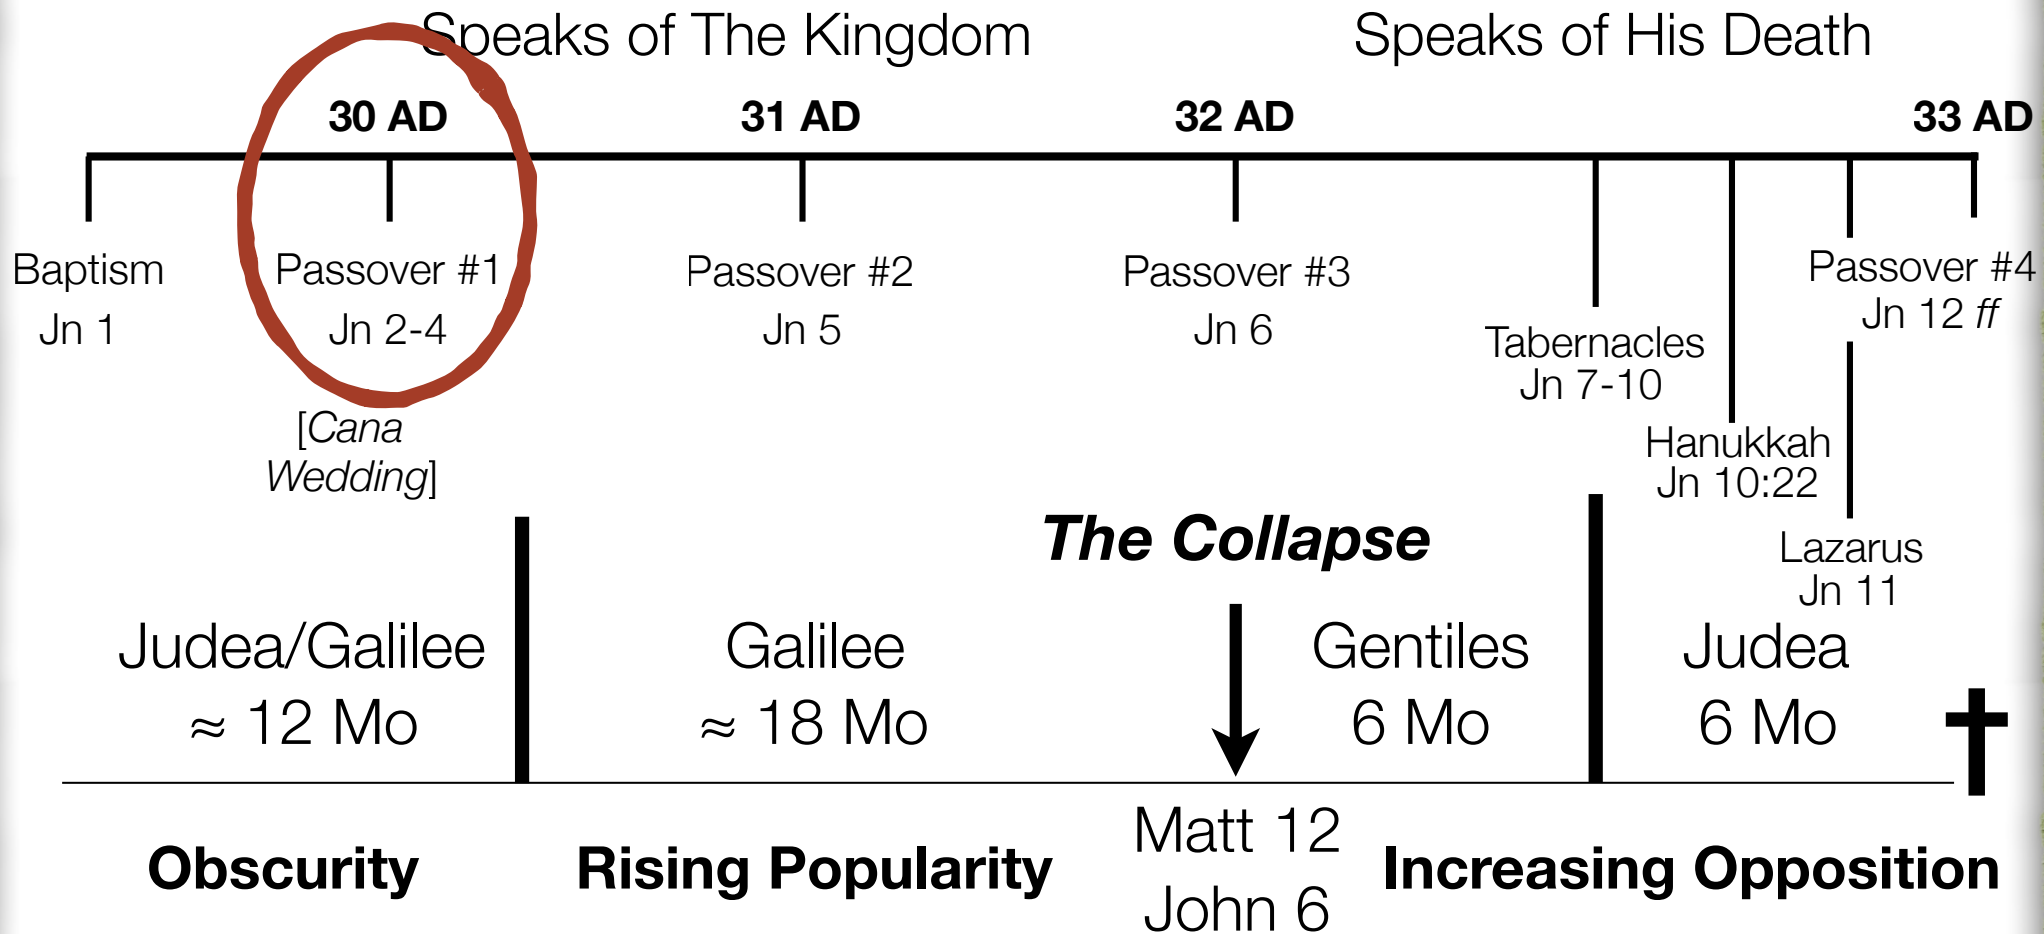 Speaks of The Kingdom
Speaks of His Death
30 AD
31 AD
32 AD
33 AD
Baptism
Jn 1
Passover #1
Jn 2-4
[Cana
Wedding]
Passover #2
Jn 5
Passover #3
Jn 6
Tabernacles
Jn 7-10
Hanukkah
Jn 10:22
Passover #4
Jn 12 ff
Lazarus
Jn 11
The Collapse
Judea/Galilee
≈ 12 Mo
Galilee
≈ 18 Mo
Gentiles
6 Mo
Judea
6 Mo
Obscurity
Rising Popularity
Matt 12
John 6
Increasing Opposition